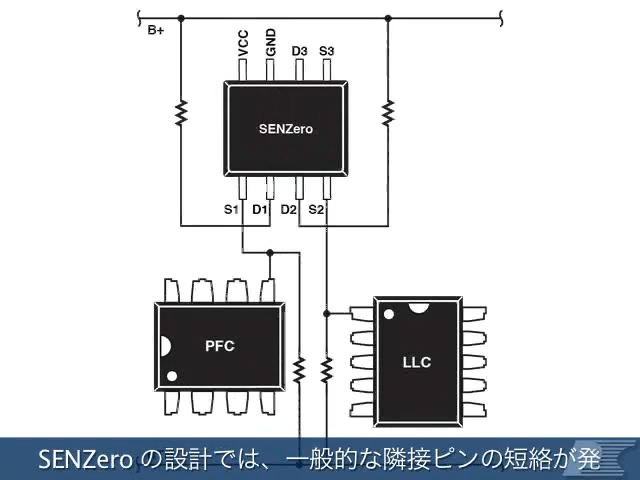 B+
VCC GND D3 S3
SENZero
S1 D1 D2 S2
PFC
LLC
SENZero の設計では、一般的な隣接ピンの短絡が発